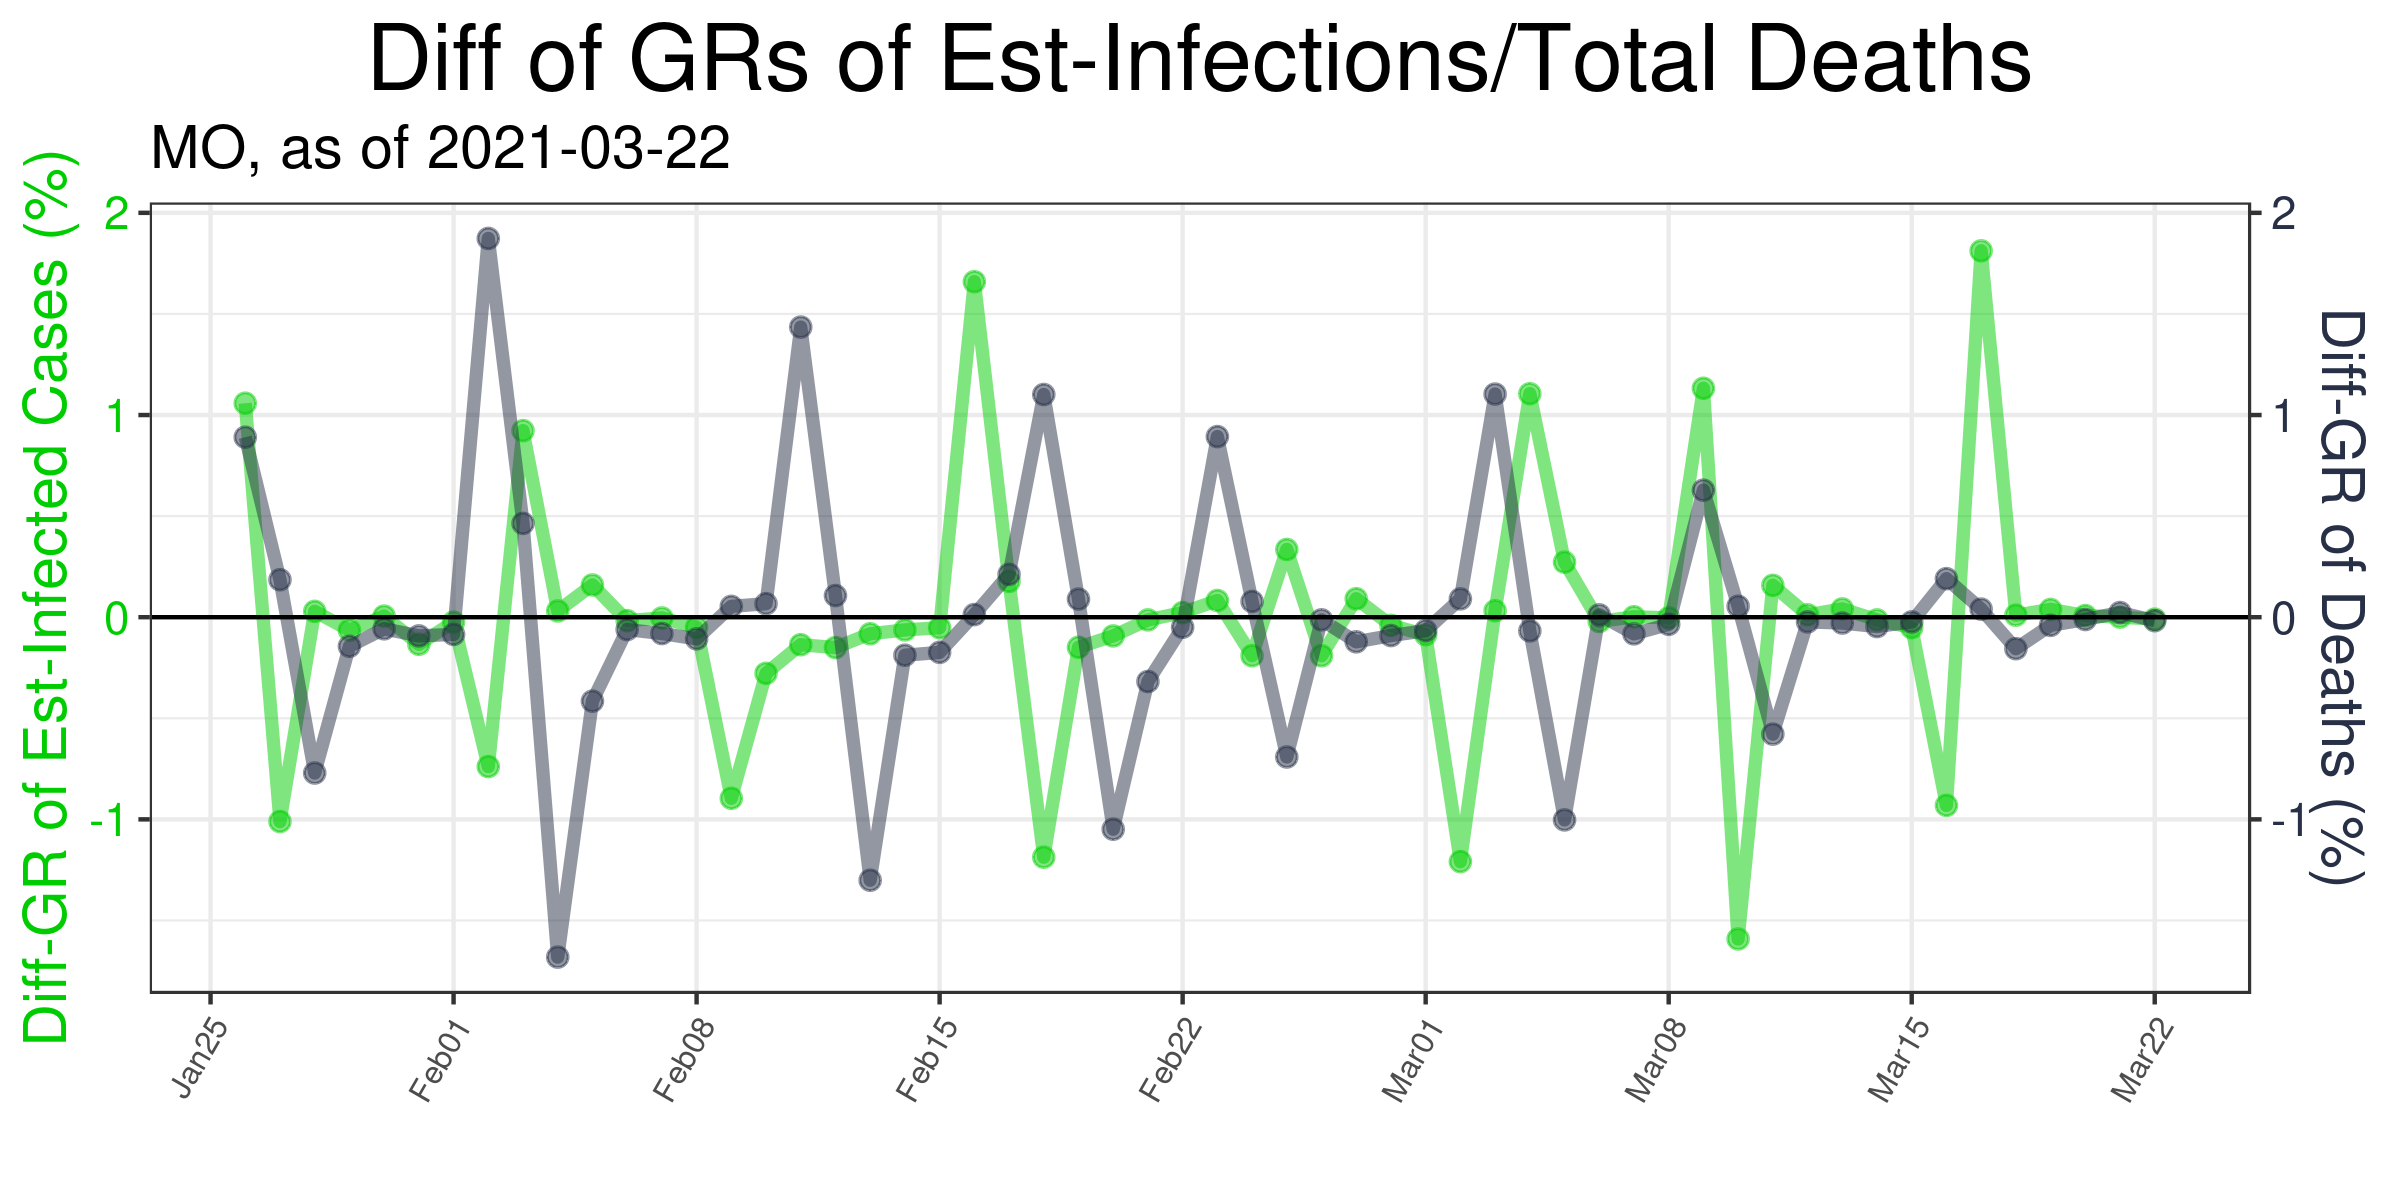 Diff of GRs of Est-Infections/Total Deaths
MO, as of 2021-03-22
Diff-GR of Est-Infected Cases (%)
2
1
0
-1
2
1
0
-1
Diff-GR of Deaths (%)
Jan25
Feb01
Feb08
Feb15
Feb22
Mar01
Mar08
Mar15
Mar22